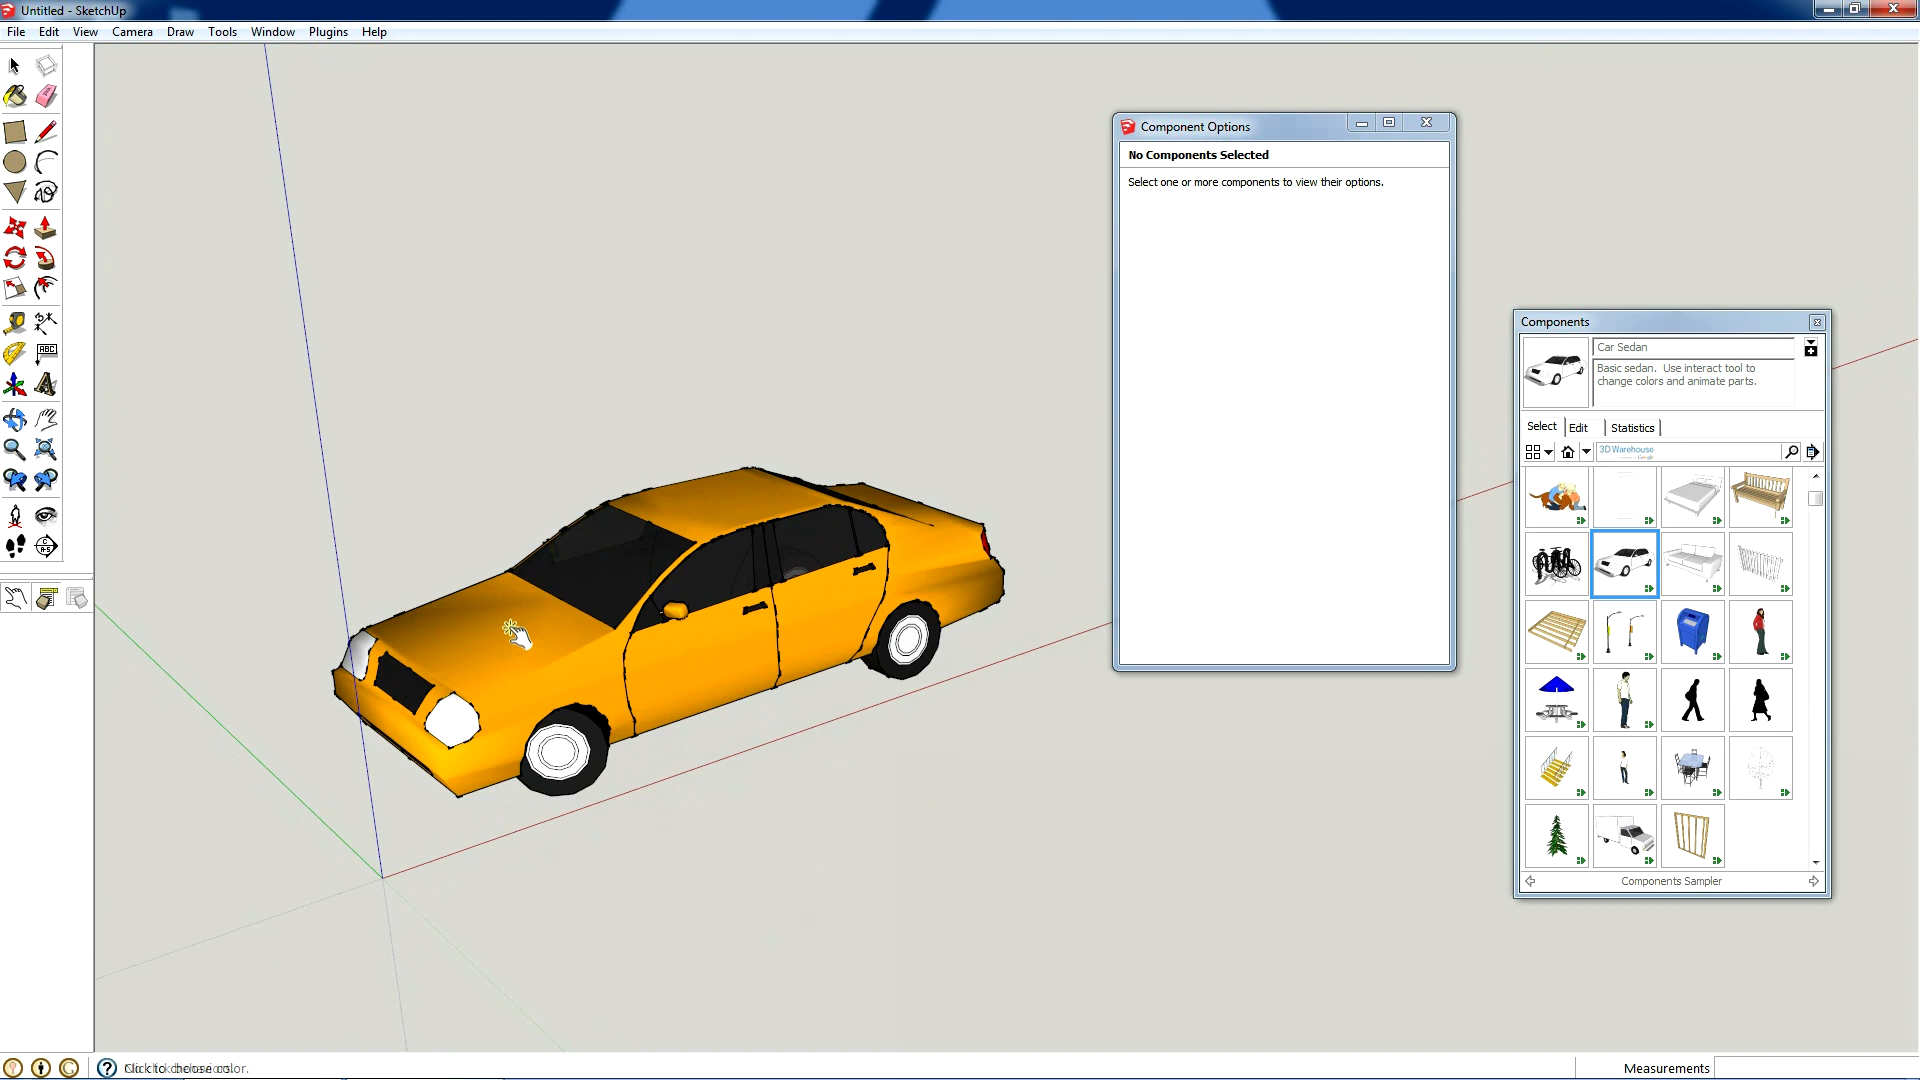 Untitled - SketchUp
File Edit View Camera Draw Tools Window Plugins Help
Component Options
No Components Selected
Select one or more components to view their options.
Components
Car Sedan
Basic sedan. Use interact tool to
change colors and animate parts.
Select Edit Statistics
3D Warehouse
Components Sampler
ABC
Measurements